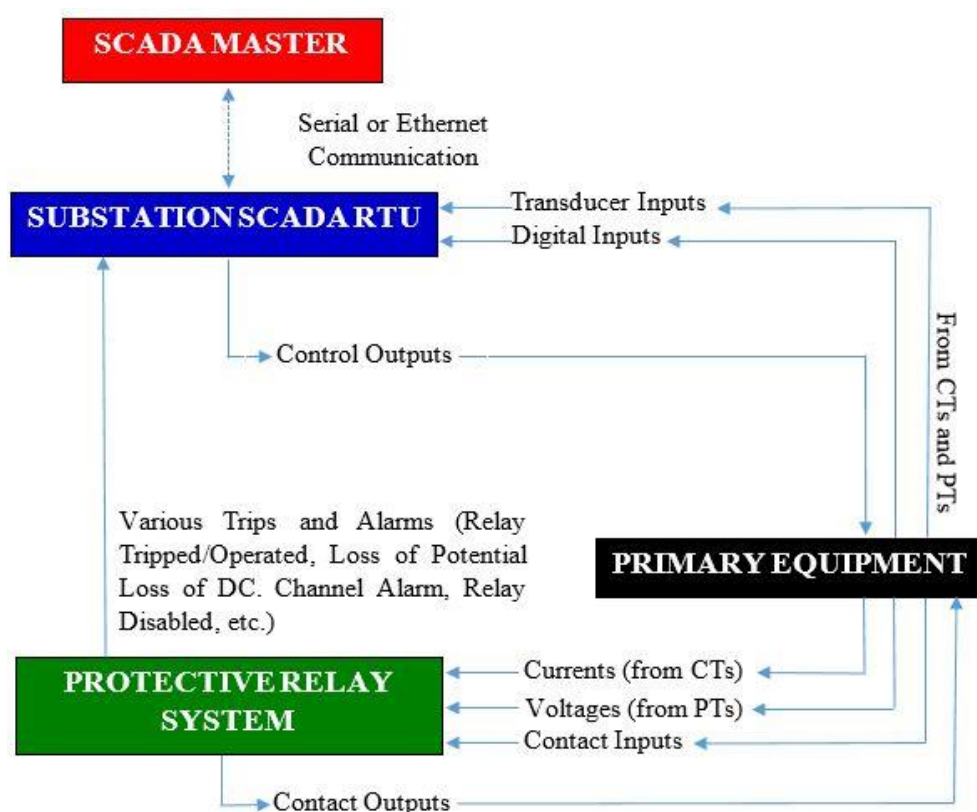 SCADA MASTER
Serial or Ethernet
Communication
SUBSTATION SCADA RTU
Transducer Inputs
Digital Inputs
From CTs and PTs
Control Outputs
Various Trips and Alarms (Relay
Tripped/Operated, Loss of Potential
Loss of DC. Channel Alarm, Relay
Disabled, etc.)
PRIMARY EQUIPMENT
PROTECTIVE RELAY
SYSTEM
Currents (from CTs)
Voltages (from PTs)
Contact Inputs
Contact Outputs